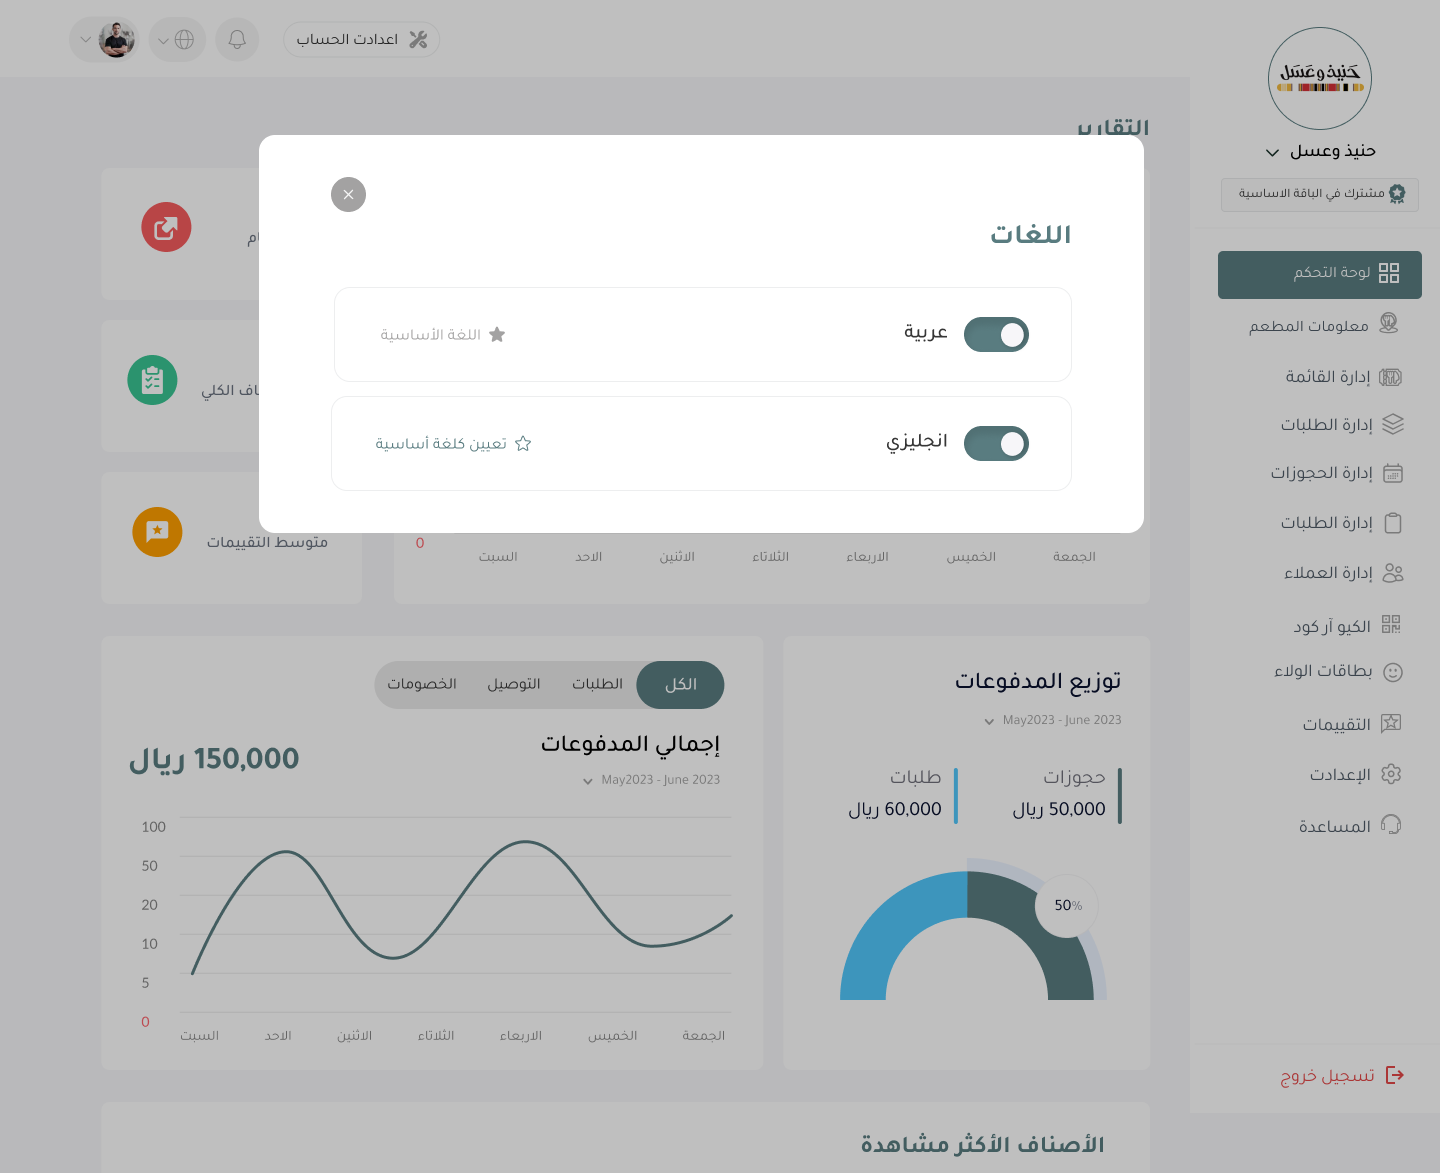 اعدادت الحساب
حنيذ وعسل
حنيذ وعسل
مشترك في الباقة الاساسية
لوحة التحكم
معلومات المطعم
إدارة القائمة
إدارة الطلبات
إدارة الحجوزات
إدارة الطلبات
إدارة العملاء
الكيو آر كود
بطاقات الولاء
التقييمات
الإعدادت
المساعدة
تسجيل خروج
التقارير
اللغات
عربية
اللغة الأساسية
انجليزي
تعيين كلغة أساسية
الكلي
متوسط التقييمات
0
الجمعة
الخميس
الاربعاء
الثلاثاء
الاثنين
الاحد
السبت
توزيع المدفوعات
May2023 - June 2023
حجوزات
50,000 ريال
طلبات
60,000 ريال
50%
الكل
الطلبات
التوصيل
الخصومات
إجمالي المدفوعات
May2023 - June 2023
150,000 ريال
100
50
20
10
5
0
الجمعة
الخميس
الاربعاء
الثلاثاء
الاثنين
الاحد
السبت
الأصناف الأكثر مشاهدة